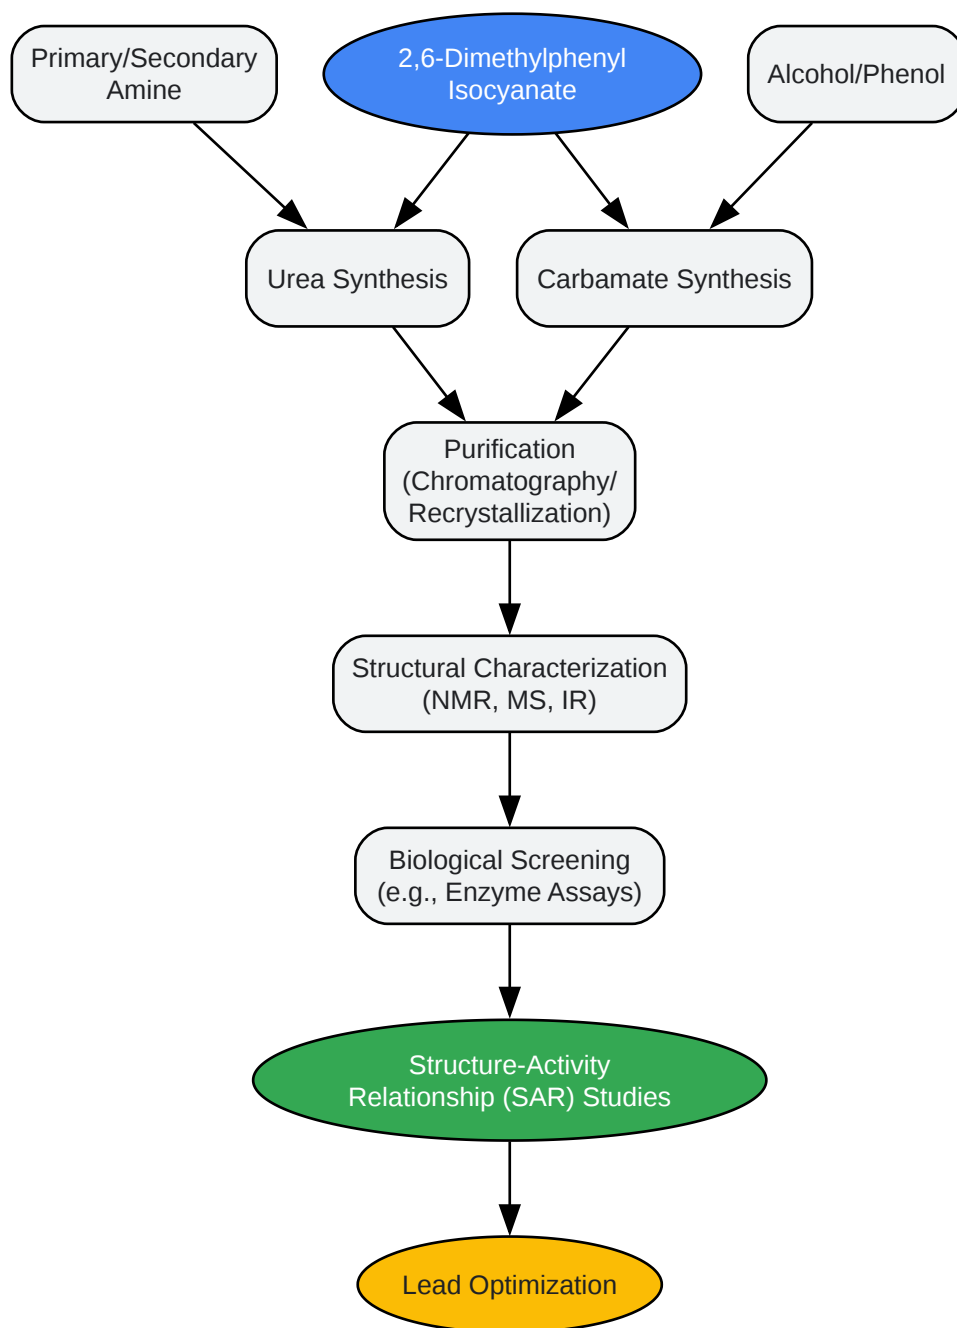 Primary/Secondary
Amine
2,6-Dimethylphenyl
Isocyanate
Alcohol/Phenol
Urea Synthesis
Carbamate Synthesis
Purification
(Chromatography/
Recrystallization)
Structural Characterization
(NMR, MS, IR)
Biological Screening
(e.g., Enzyme Assays)
Structure-Activity
Relationship (SAR) Studies
Lead Optimization